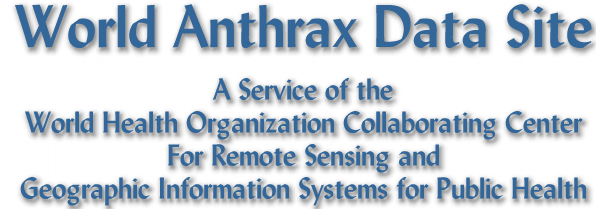 World Anthrax Data Site
A Service of the
World Health Organization Collaborating Center
For Remote Sensing and
Geographic Information Systems for Public Health